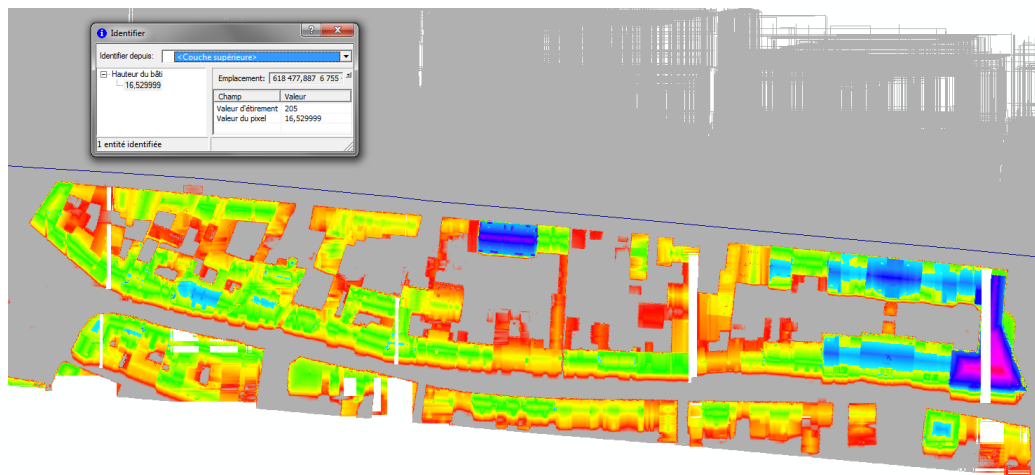 Identifier
Identifier depuis: <Couche supérieure>
Hauteur du bâti
16,529999
Emplacement: 618 477,887 6 755
Champ Valeur
Valeur d'étirement 205
Valeur du pixel 16,529999
1 entité identifiée